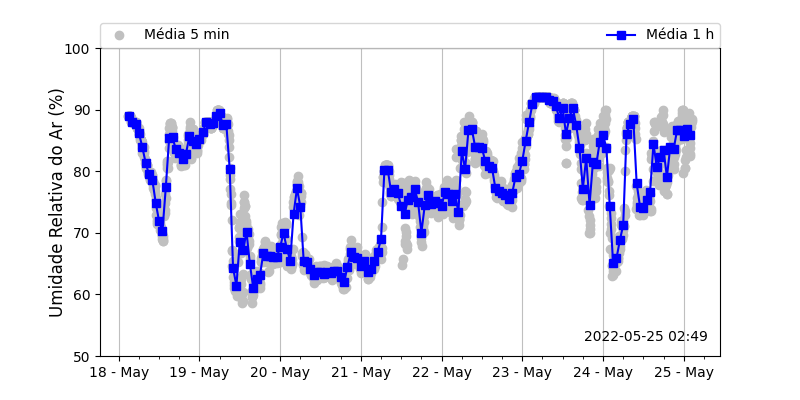 Média 5 min
Média 1 h
Umidade Relativa do Ar (%)
100
90
80
70
60
50
2022-05-25 02:49
18 - May
19 - May
20 - May
21 - May
22 - May
23 - May
24 - May
25 - May